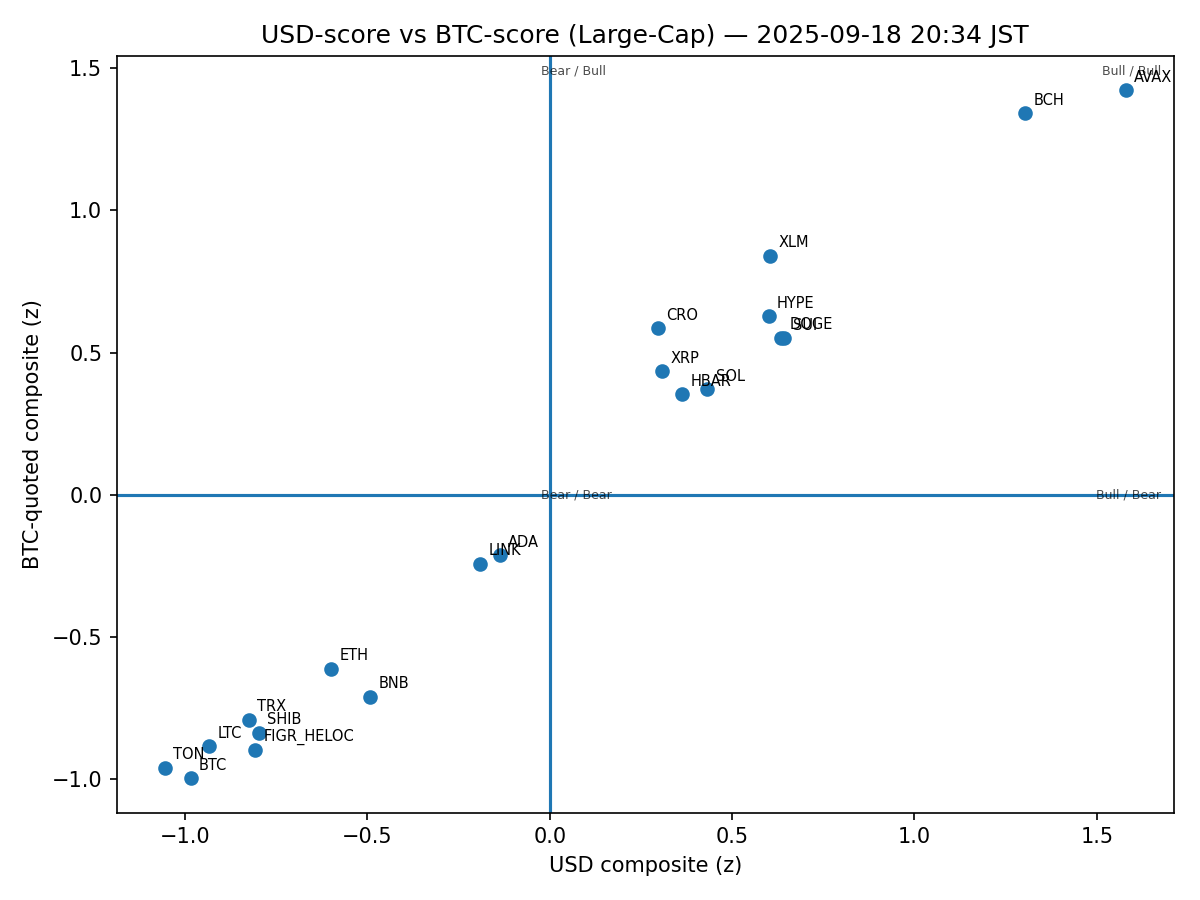 USD-score vs BTC-score (Large-Cap) — 2025-09-18 20:34 JST
1.5
Bear / Bull
Bull / Bull
AVAX
BCH
1.0
XLM
HYPE
CRO
DOGE
SUI
XRP
SOL
HBAR
BTC-quoted composite (z)
0.5
0.0
Bear / Bear
Bull / Bear
ADA
LINK
−0.5
ETH
BNB
TRX
SHIB
LTC
FIGR_HELOC
TON
BTC
−1.0
−1.0
−0.5
0.0
0.5
1.0
1.5
USD composite (z)